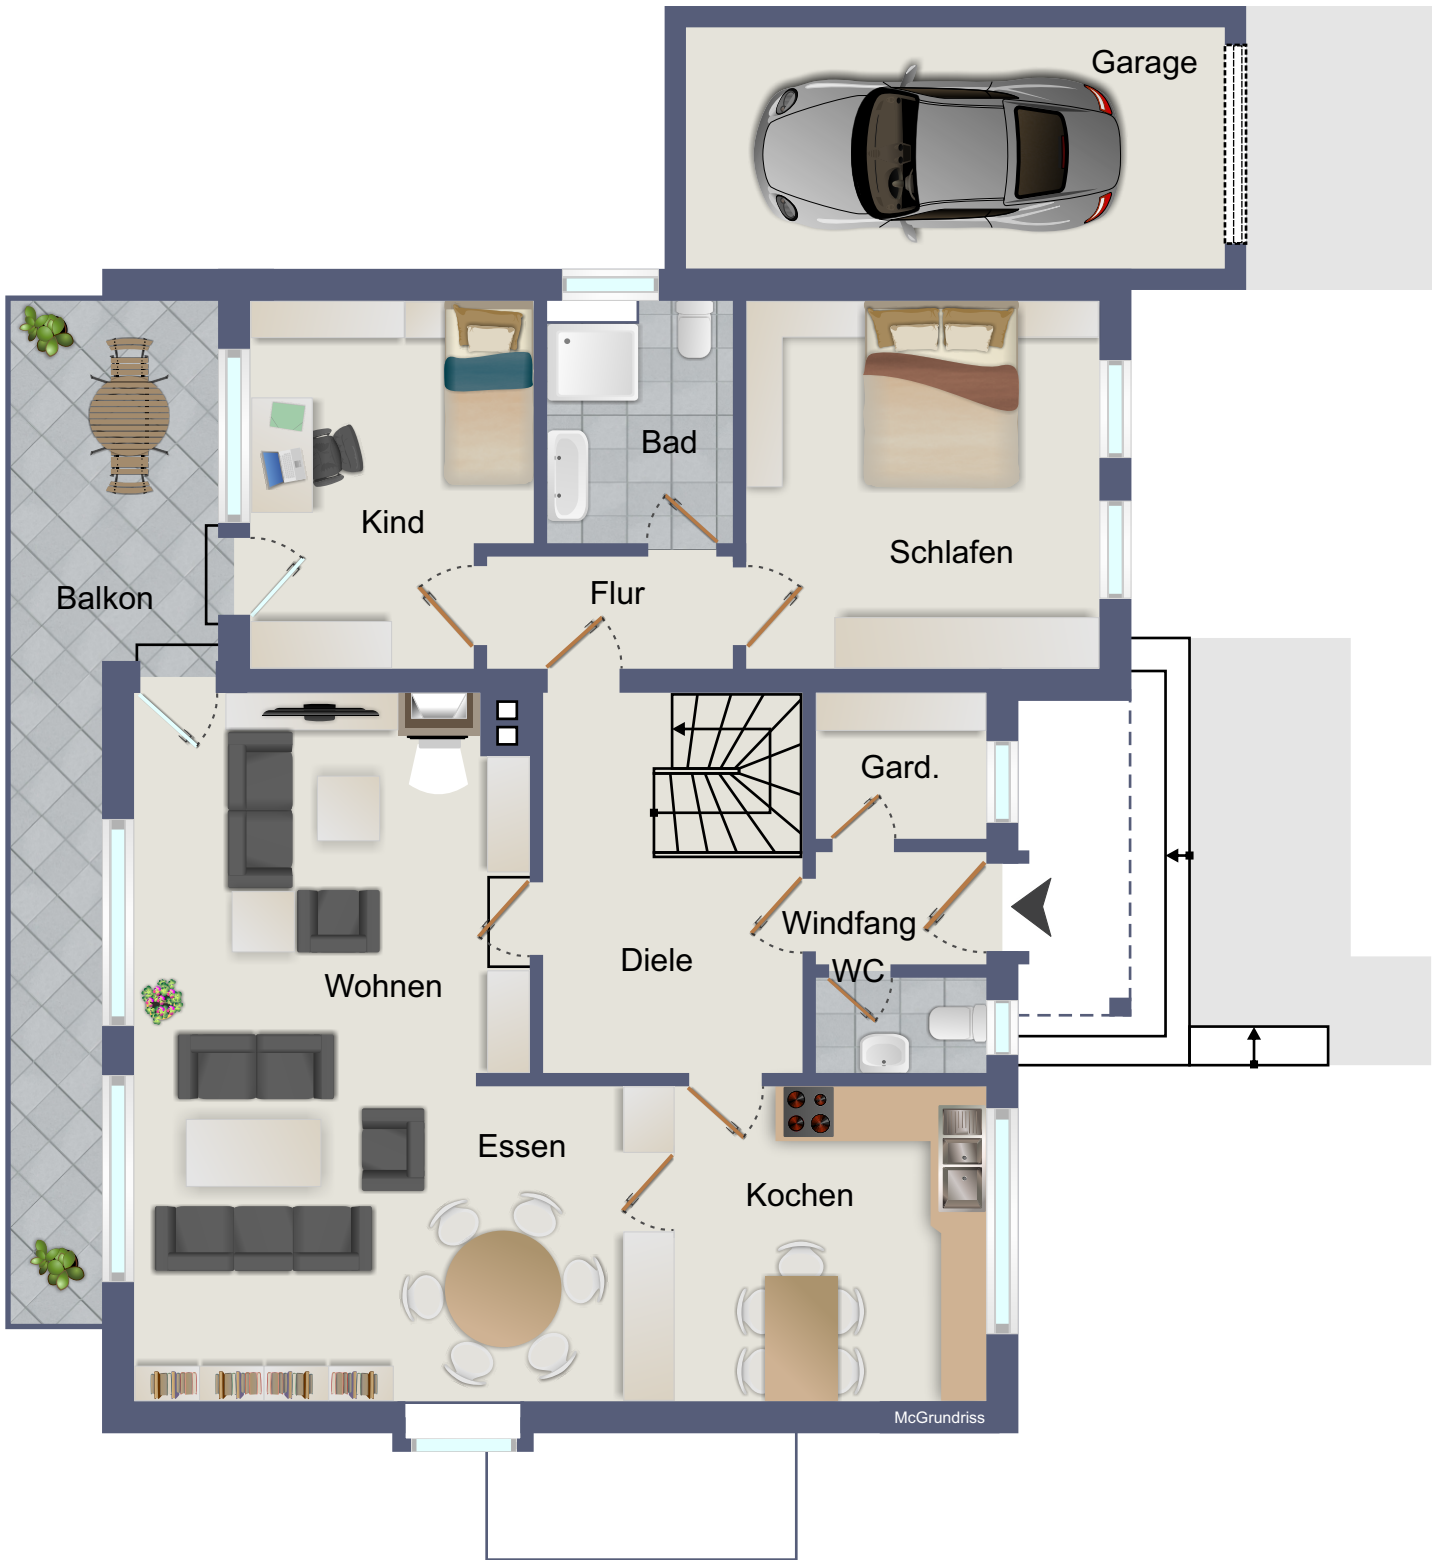 Garage
Bad
Kind
Schlafen
Balkon
Flur
Gard.
Windfang
Diele
WC
Wohnen
Essen
Kochen
McGrundriss